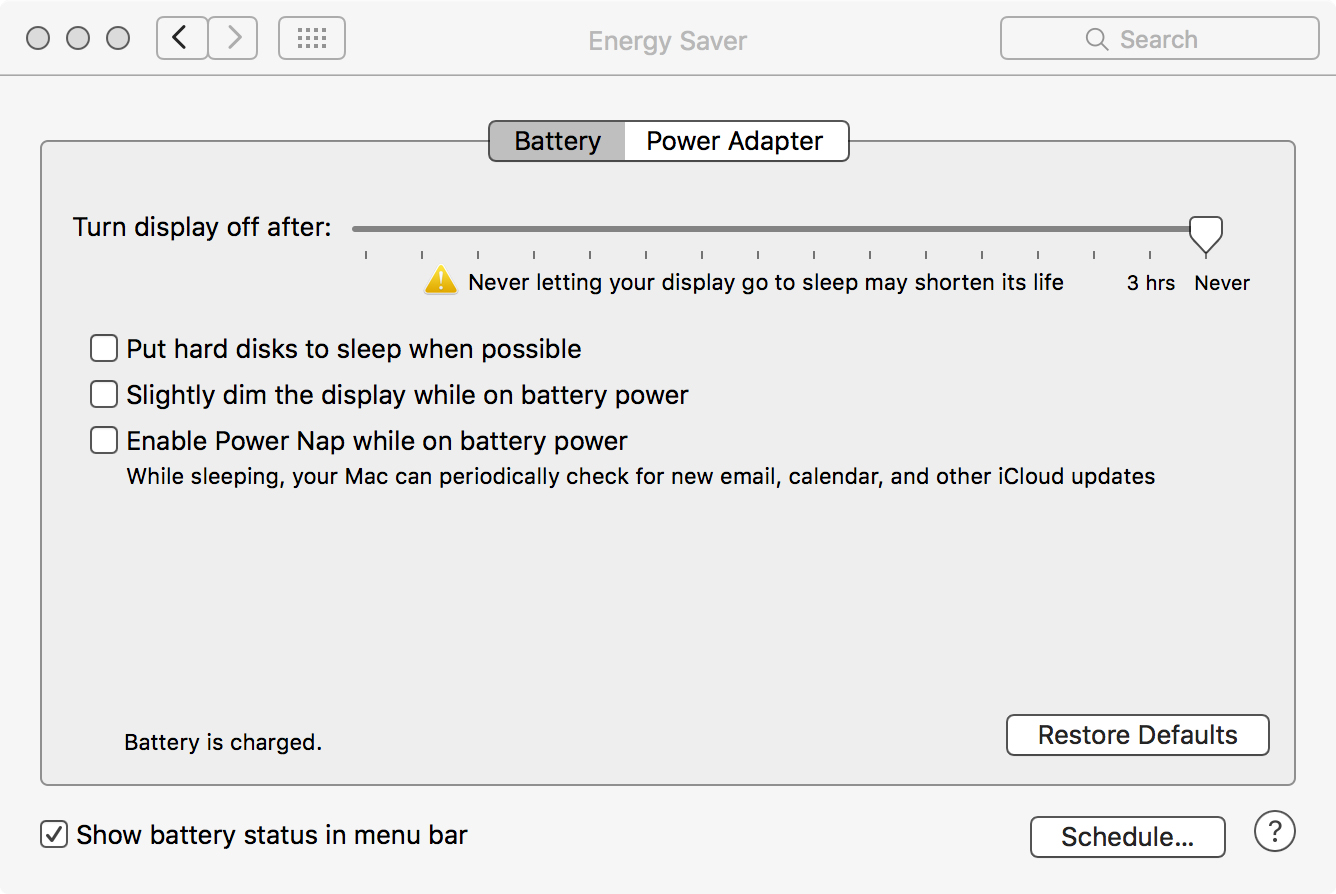 Energy Saver
Search
Battery
Power Adapter
Turn display off after:
Never letting your display go to sleep may shorten its life
3 hrs
Never
Put hard disks to sleep when possible
Slightly dim the display while on battery power
Enable Power Nap while on battery power
While sleeping, your Mac can periodically check for new email, calendar, and other iCloud updates
Battery is charged.
Restore Defaults
Show battery status in menu bar
Schedule...
?